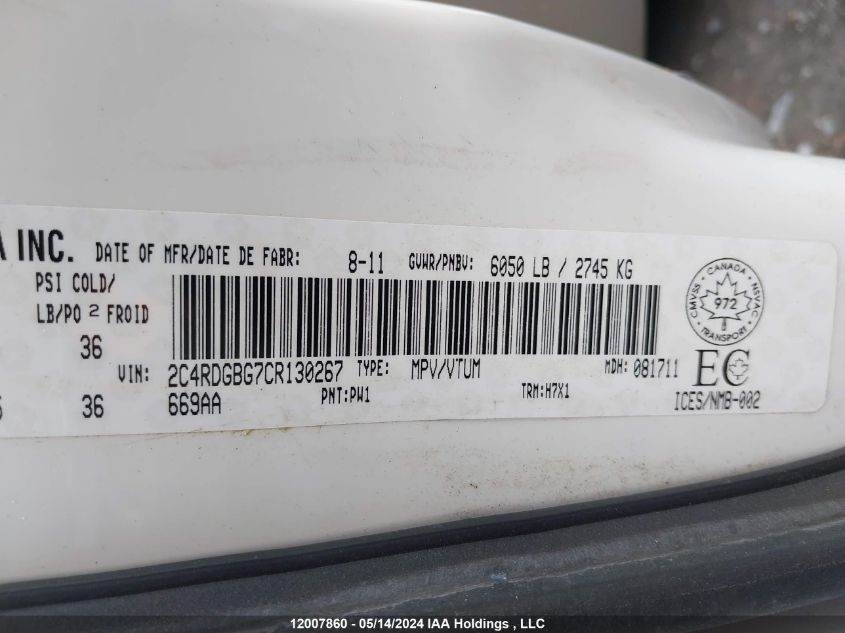 A INC. DATE OF MFR/DATE DE FABR: 8-11 GVWR/PNBV: 6050 LB / 2745 KG
PSI COLD/
LB/PO 2 FROID
36
VIN: 2C4RDGBG7CR130267 TYPE: MPV/VTUM MDH: 081711
36 669AA PNT:PW1 TRM:H7X1
CANADA
CMVSS NSVAC
972
TRANSPORT
EC
ICES/NMB-002
12007860 - 05/14/2024 IAA Holdings , LLC